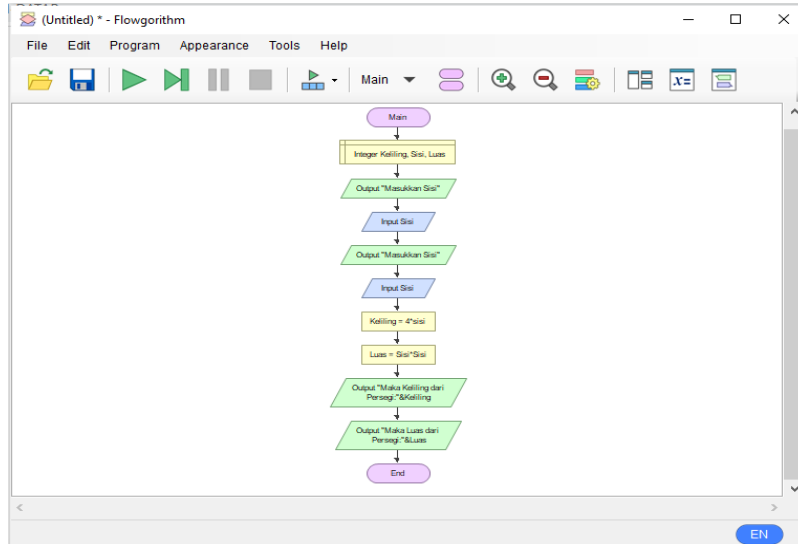 (Untitled) * - Flowgorithm
File Edit Program Appearance Tools Help
Main
x=
Main
Integer Keliling, Sisi, Luas
Output "Masukkan Sisi"
Input Sisi
Output "Masukkan Sisi"
Input Sisi
Keliling = 4*sisi
Luas = Sisi*Sisi
Output "Maka Keliling dari
Persegi:"&Keliling
Output "Maka Luas dari
Persegi:"&Luas
End
EN